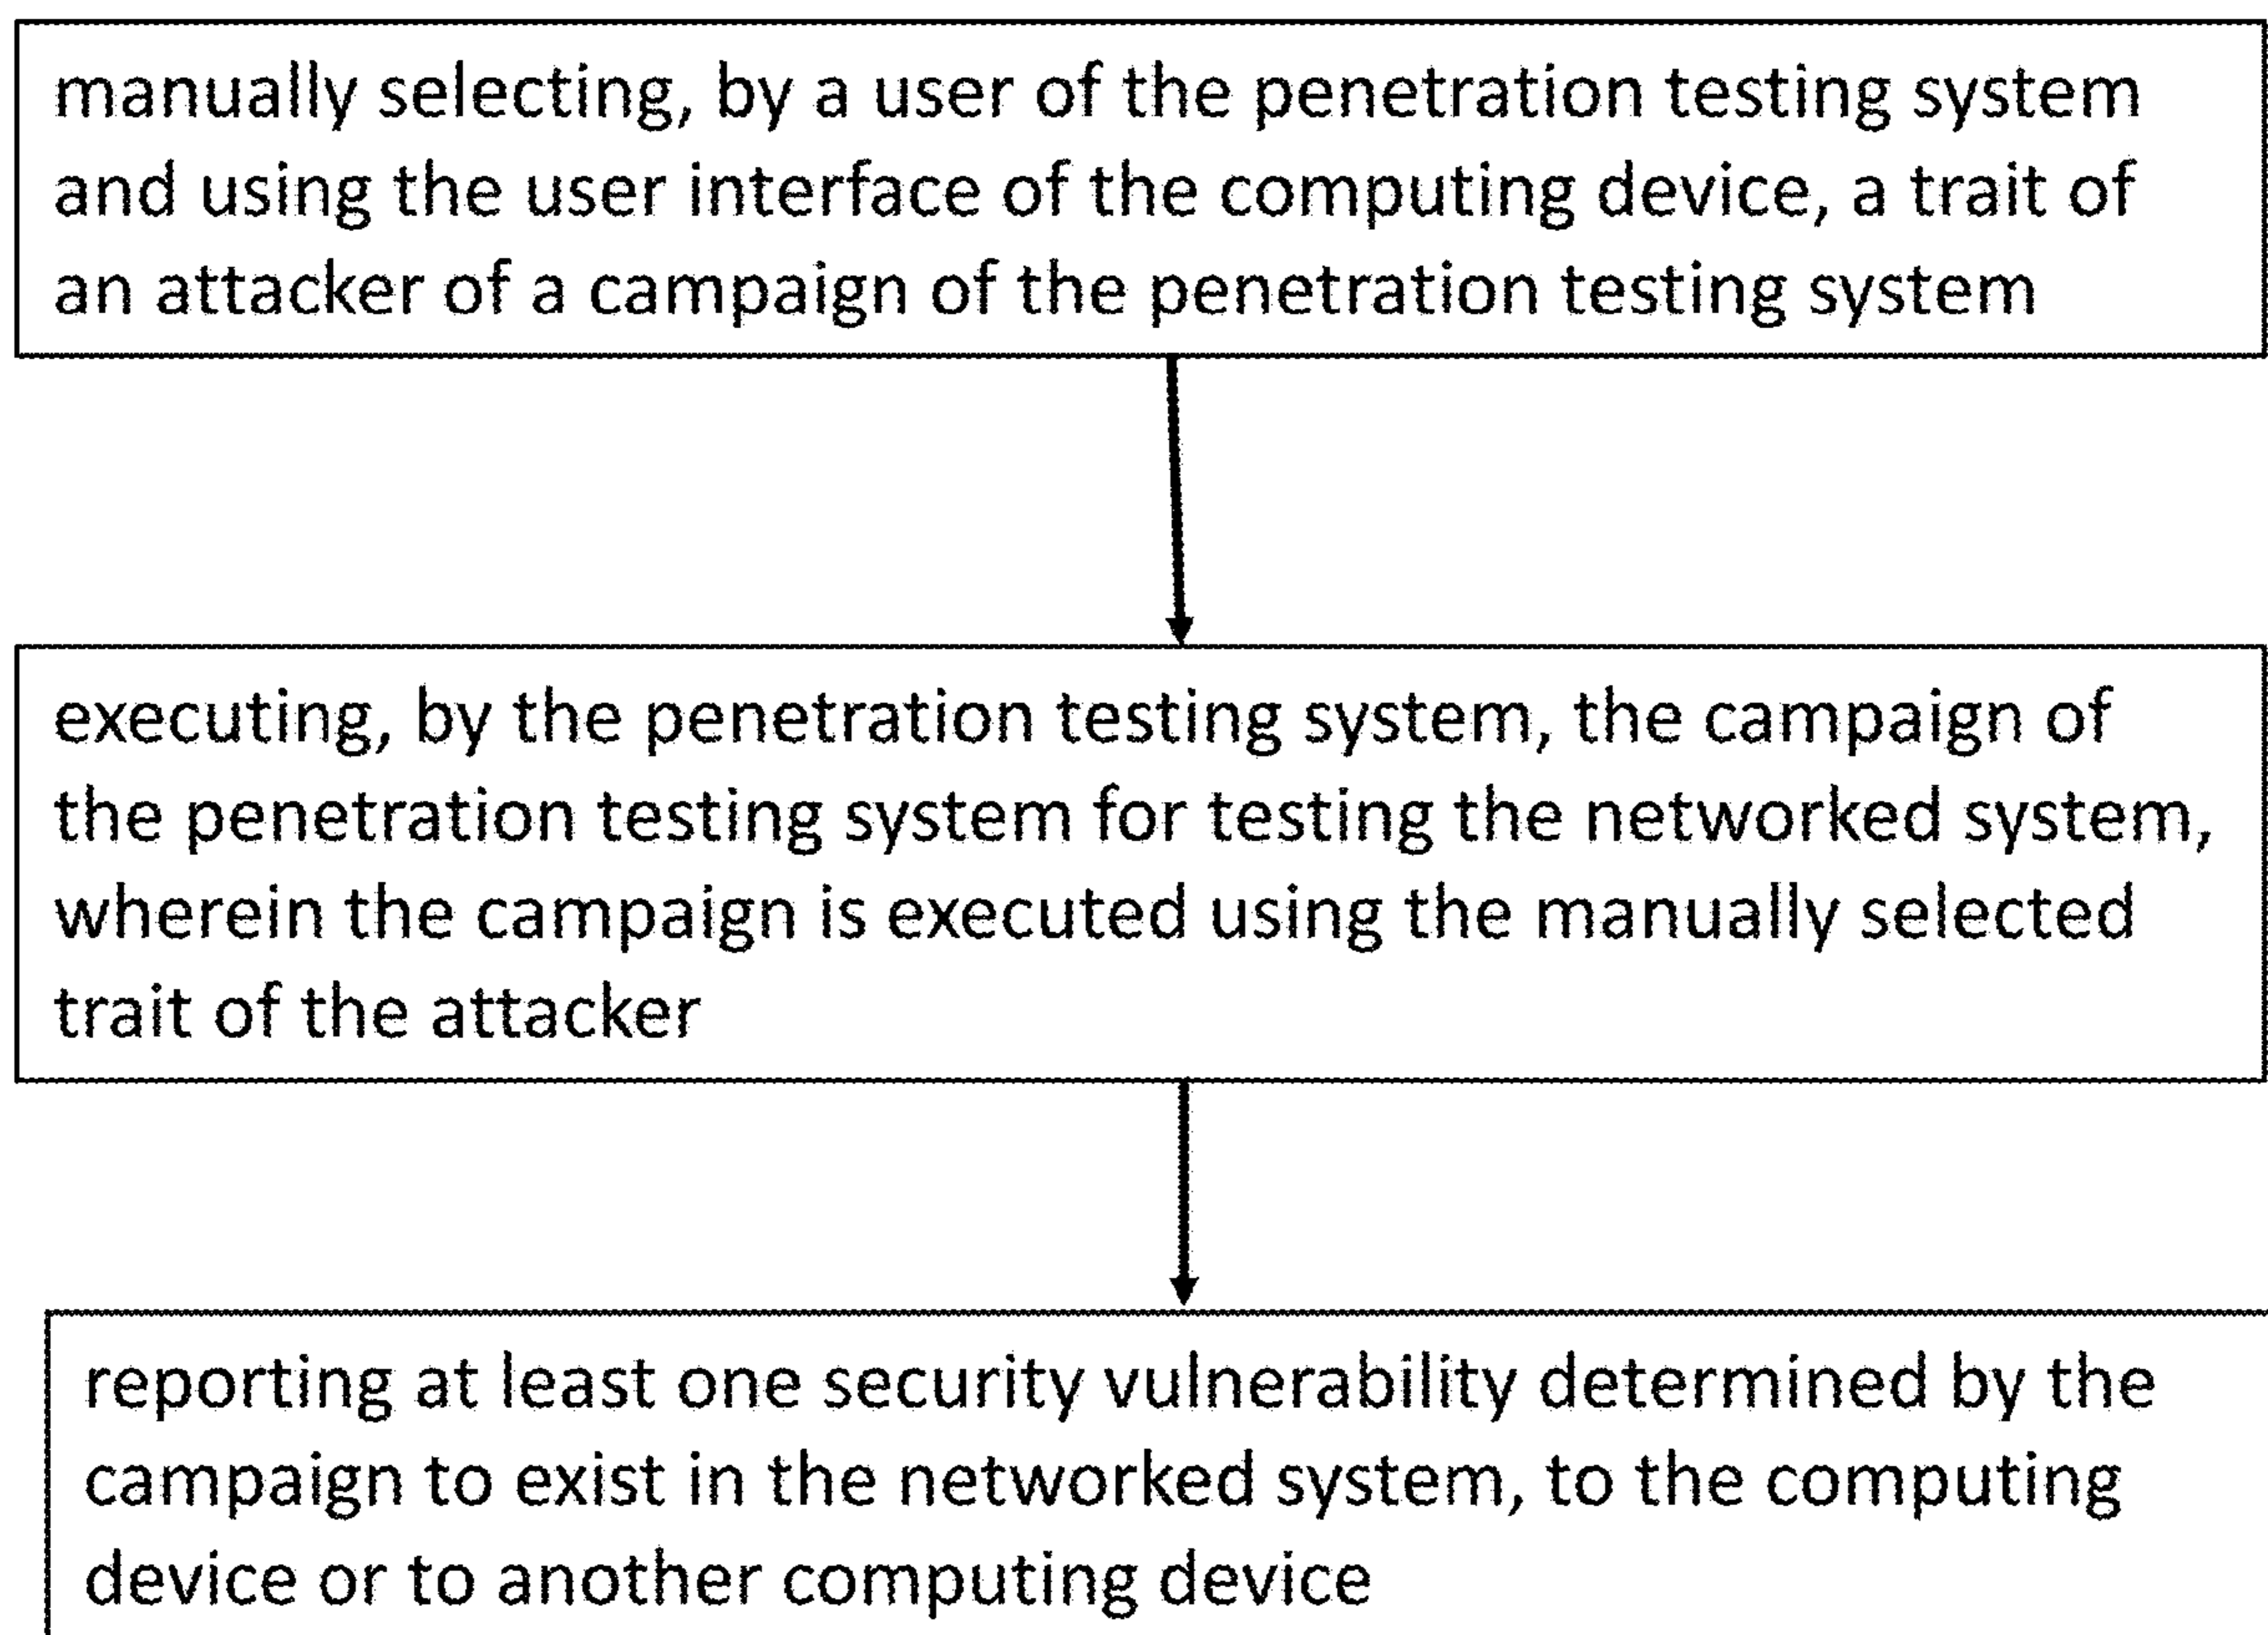 manually selecting, by a user of the penetration testing system
and using the user interface of the computing device, a trait of
an attacker of a campaign of the penetration testing system
executing, by the penetration testing system, the campaign of
the penetration testing system for testing the networked system,
wherein the campaign is executed using the manually selected
trait of the attacker
reporting at least one security vulnerability determined by the
campaign to exist in the networked system, to the computing
device or to another computing device